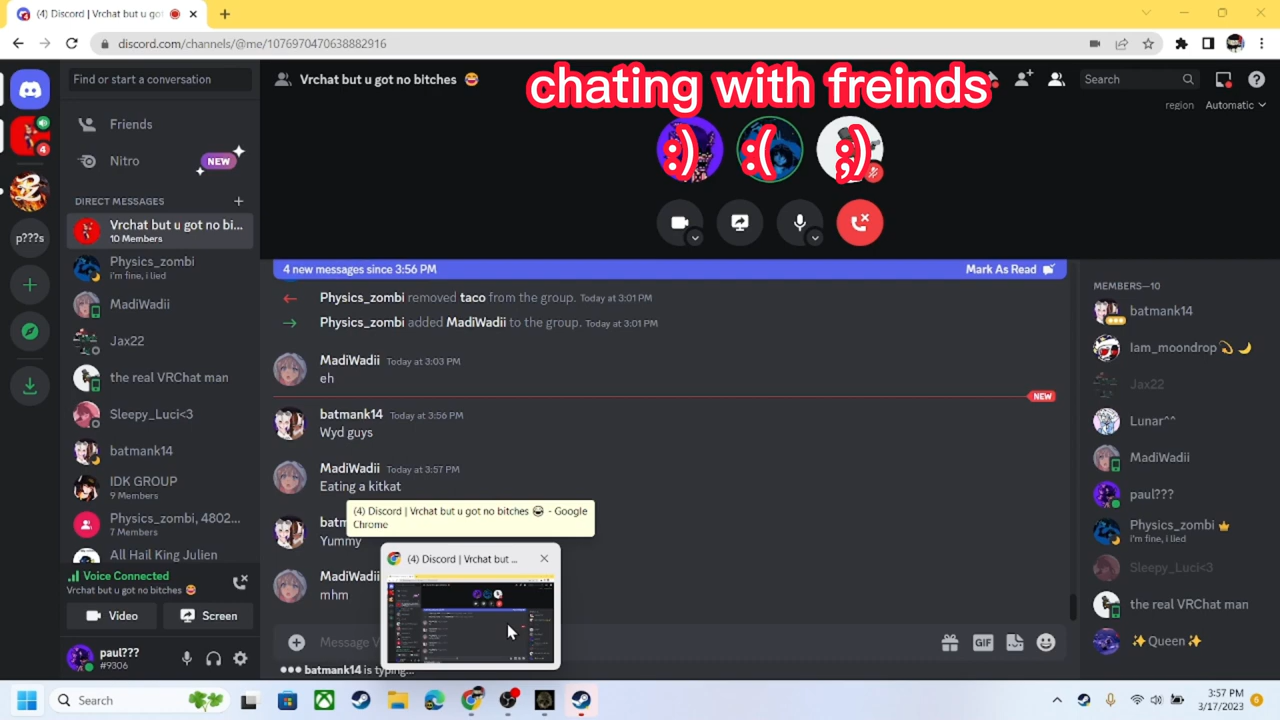 (4) Discord | Vrchat but u got
discord.com/channels/@me/1076970470638882916
Find or start a conversation
Vrchat but u got no bitches 😂
chating with freinds
Search
region
Automatic
:)
:(
;)
Friends
Nitro
NEW
DIRECT MESSAGES
Vrchat but u got no bi...
10 Members
Physics_zombi
i'm fine, i lied
MadiWadii
Jax22
the real VRChat man
Sleepy_Luci<3
batmank14
IDK GROUP
9 Members
Physics_zombi, 4802...
7 Members
All Hail King Julien
4
p???s
Voice Connected
Vrchat but u got no bitches 😂
Video
Screen
paul???
#9306
4 new messages since 3:56 PM
Mark As Read
Physics_zombi removed taco from the group. Today at 3:01 PM
Physics_zombi added MadiWadii to the group. Today at 3:01 PM
MadiWadii Today at 3:03 PM
eh
NEW
batmank14 Today at 3:56 PM
Wyd guys
MadiWadii Today at 3:57 PM
Eating a kitkat
(4) Discord | Vrchat but u got no bitches 😂 - Google
Chrome
Yummy
(4) Discord | Vrchat but ...
MadiWadii
mhm
Message
GIF
batmank14 is typing...
MEMBERS—10
batmank14
Iam_moondrop💫🌙
Jax22
Lunar^^
MadiWadii
paul???
Physics_zombi
i'm fine, i lied
Sleepy_Luci<3
the real VRChat man
✨Queen✨
Search
3:57 PM
3/17/2023
6